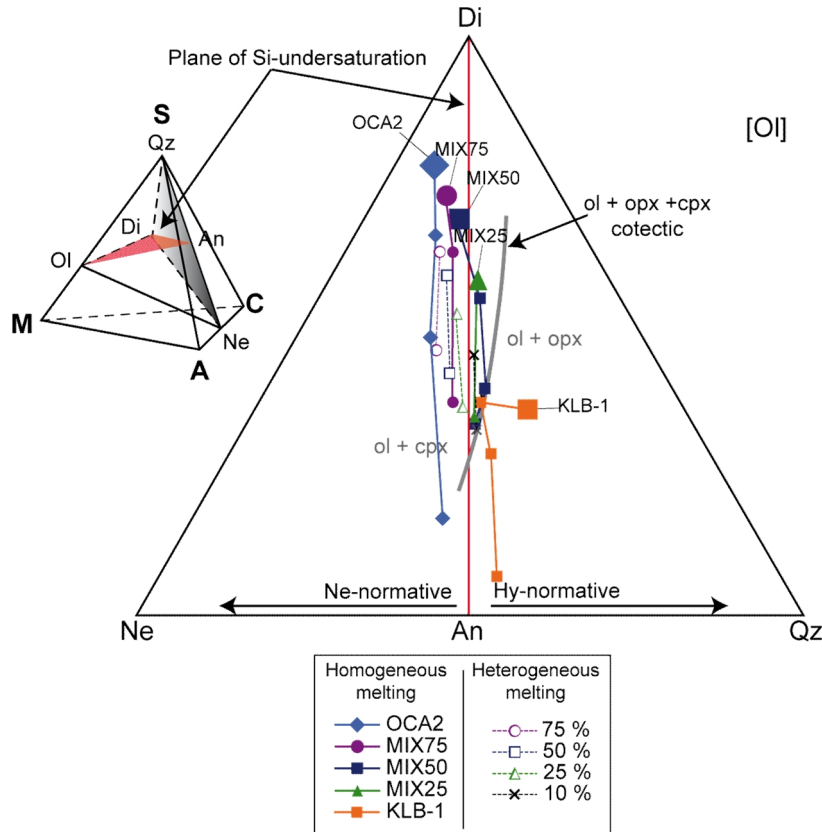 Di
Plane of Si-undersaturation
OCA2
[Ol]
S
Qz
MIX75
MIX50
ol + opx +cpx
cotectic
Di
An
MIX25
Ol
C
M
Ne
A
ol + opx
KLB-1
ol + cpx
Ne-normative
Hy-normative
Ne
An
Qz
Homogeneous
melting
OCA2
MIX75
MIX50
MIX25
KLB-1
Heterogeneous
melting
75 %
50 %
25 %
10 %